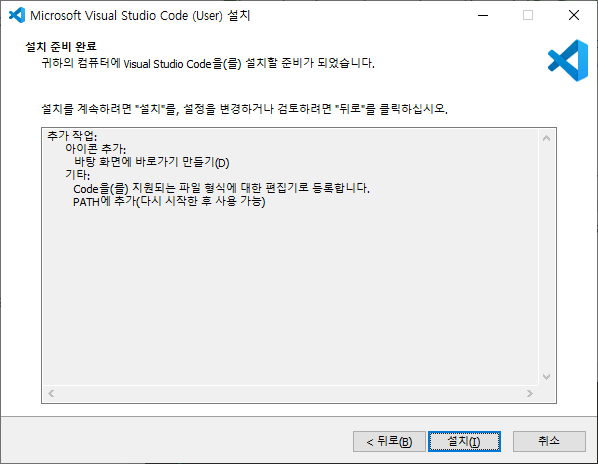 Microsoft Visual Studio Code (User) 설치
설치 준비 완료
귀하의 컴퓨터에 Visual Studio Code을(를) 설치할 준비가 되었습니다.
설치를 계속하려면 "설치"를, 설정을 변경하거나 검토하려면 "뒤로"를 클릭하십시오.
추가 작업:
아이콘 추가:
바탕 화면에 바로가기 만들기(D)
기타:
Code을(를) 지원되는 파일 형식에 대한 편집기로 등록합니다.
PATH에 추가(다시 시작한 후 사용 가능)
< 뒤로(B) 설치(I) 취소